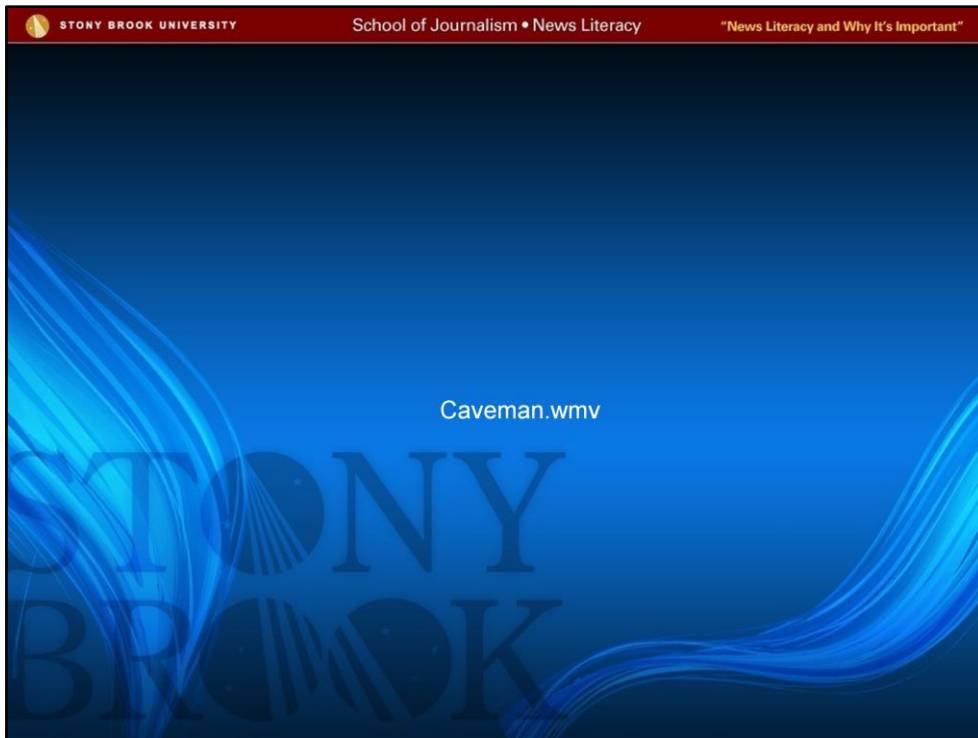 STONY BROOK UNIVERSITY
School of Journalism • News Literacy
"News Literacy and Why It's Important"
Caveman.wmv
STONY
BROOK